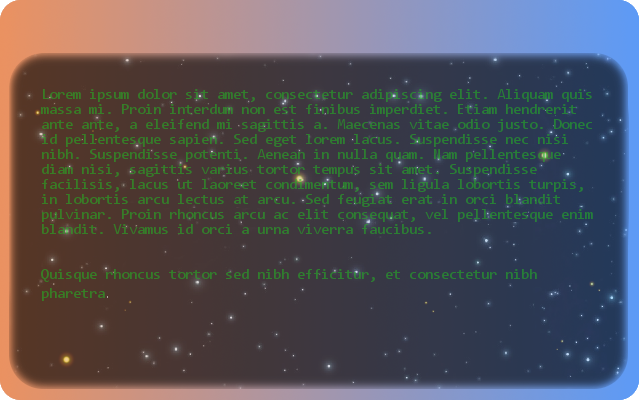 Lorem ipsum dolor sit amet, consectetur adipiscing elit. Aliquam quis
massa mi. Proin interdum non est finibus imperdiet. Etiam hendrerit
ante ante, a eleifend mi sagittis a. Maecenas vitae odio justo. Donec
id pellentesque sapien. Sed eget lorem lacus. Suspendisse nec nisi
nibh. Suspendisse potenti. Aenean in nulla quam. Nam pellentesque
diam nisi, sagittis varius tortor tempus sit amet. Suspendisse
facilisis, lacus ut laoreet condimentum, sem ligula lobortis turpis,
in lobortis arcu lectus at arcu. Sed feugiat erat in orci blandit
pulvinar. Proin rhoncus arcu ac elit consequat, vel pellentesque enim
blandit. Vivamus id orci a urna viverra faucibus.
Quisque rhoncus tortor sed nibh efficitur, et consectetur nibh
pharetra.